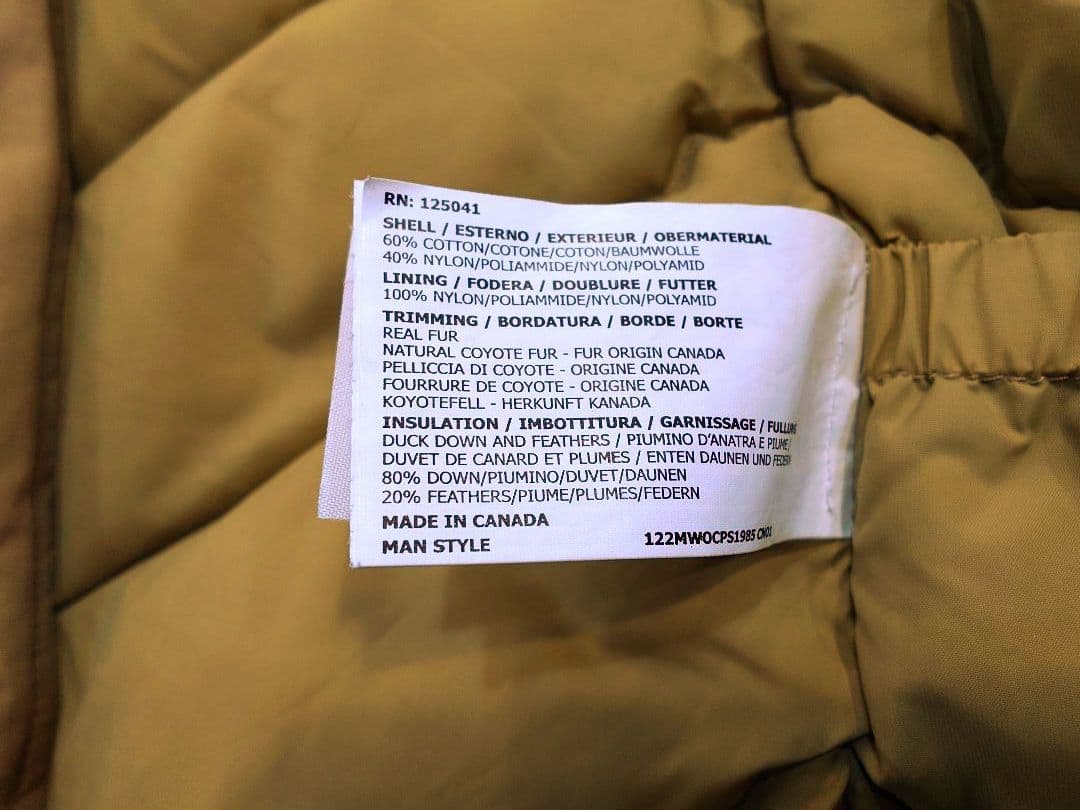 RN: 125041
SHELL / ESTERNO / EXTERIEUR / OBERMATERIAL
60% COTTON/COTONE/COTON/BAUMWOLLE
40% NYLON/POLIAMMIDE/NYLON/POLYAMID
LINING / FODERA / DOUBLURE / FUTTER
100% NYLON/POLIAMMIDE/NYLON/POLYAMID
TRIMMING / BORDATURA / BORDE / BORTE
REAL FUR
NATURAL COYOTE FUR - FUR ORIGIN CANADA
PELLICCIA DI COYOTE - ORIGINE CANADA
FOURRURE DE COYOTE - ORIGINE CANADA
KOYOTEFELL - HERKUNFT KANADA
INSULATION / IMBOTTITURA / GARNISSAGE /
DUCK DOWN AND FEATHERS / PIUMINO D'ANATRA E PIUME/
DUVET DE CANARD ET PLUMES / ENTEN DAUNEN UND
80% DOWN/PIUMINO/DUVET/DAUNEN
20% FEATHERS/PIUME/PLUMES/FEDERN
MADE IN CANADA
MAN STYLE 122MWOCPS1985 CN01